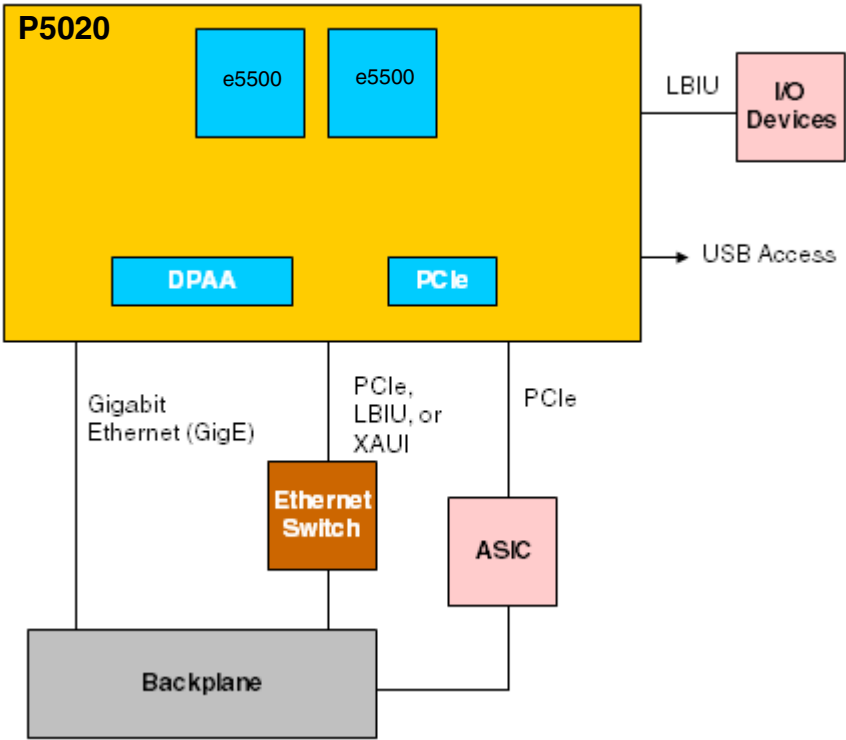 P5020
e5500
e5500
LBIU
I/O
Devices
USB Access
DPAA
PCIe
Gigabit
Ethernet (GigE)
PCIe,
LBIU, or
XAUI
PCIe
Ethernet
Switch
ASIC
Backplane